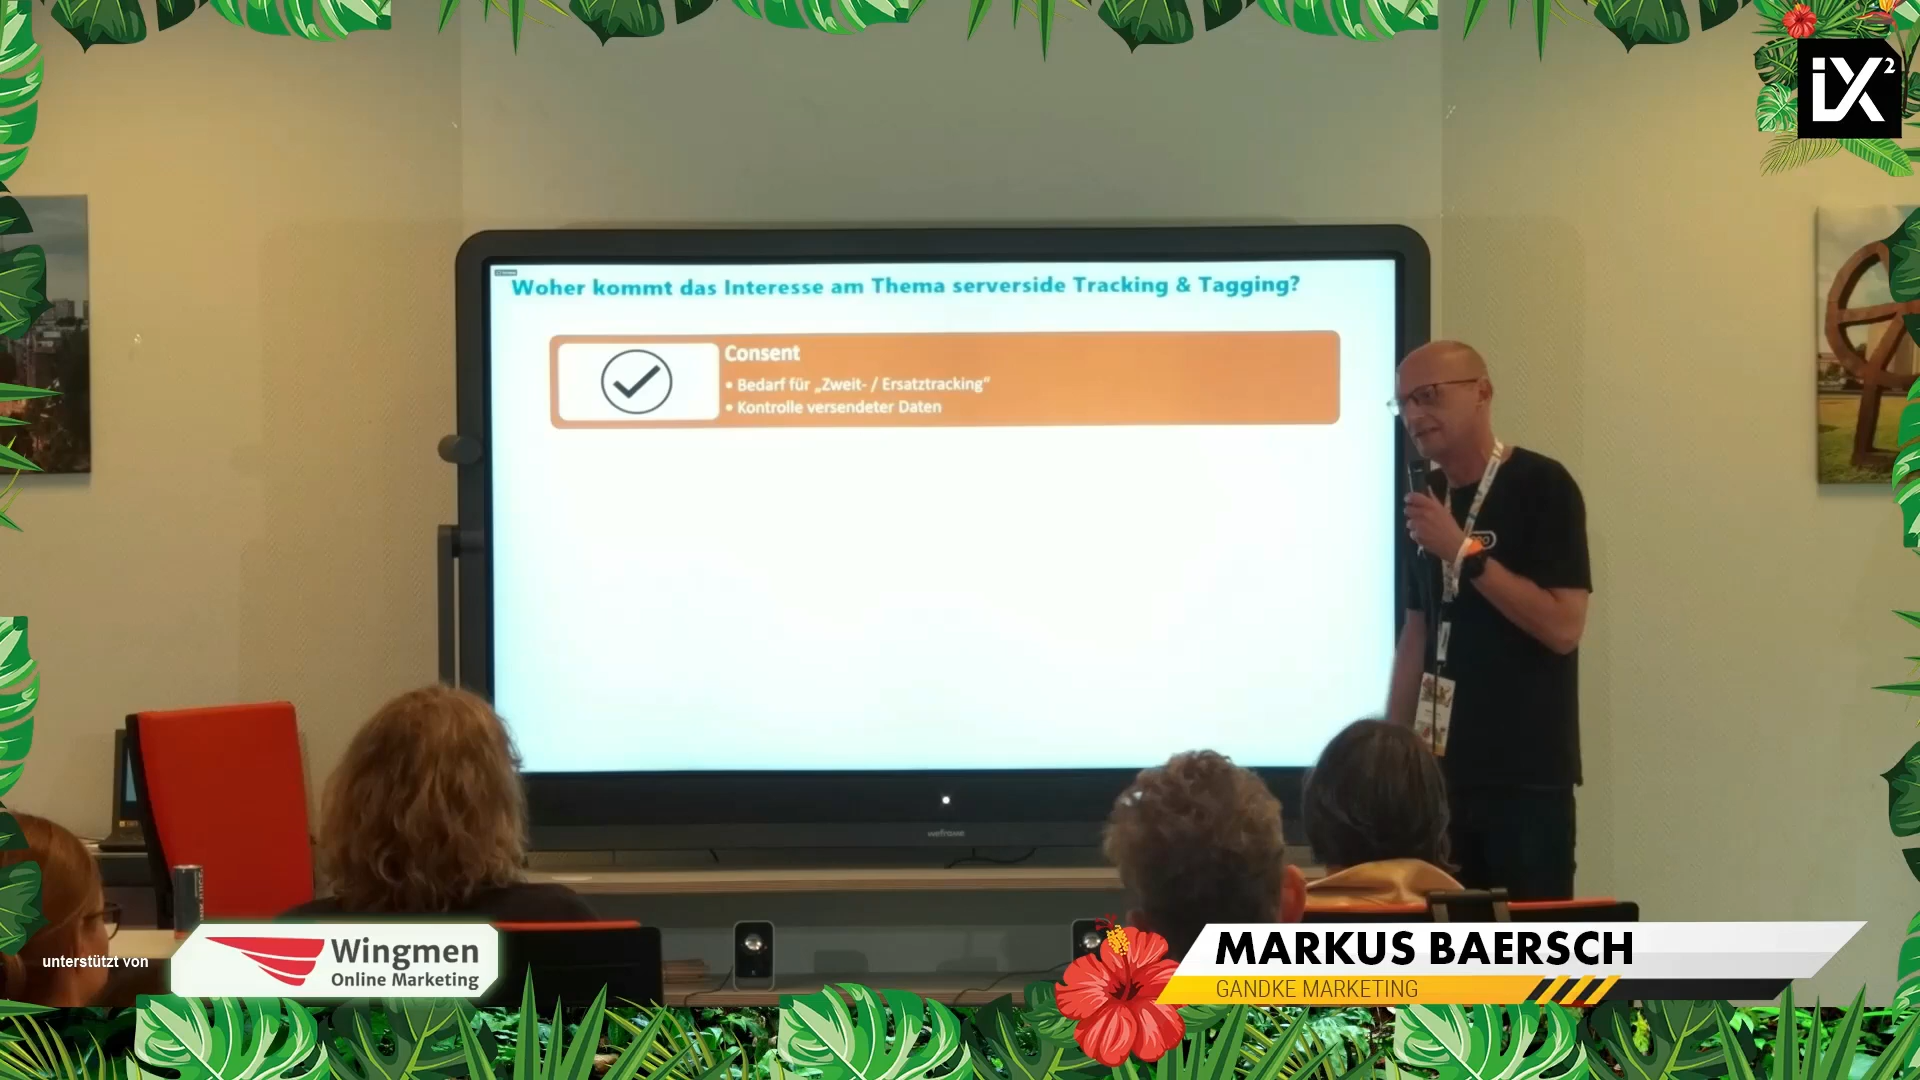 iX²
Woher kommt das Interesse am Thema serverside Tracking & Tagging?
Consent
• Bedarf für „Zweit- / Ersatztracking“
• Kontrolle versendeter Daten
weframe
unterstützt von
Wingmen
Online Marketing
MARKUS BAERSCH
GANDKE MARKETING